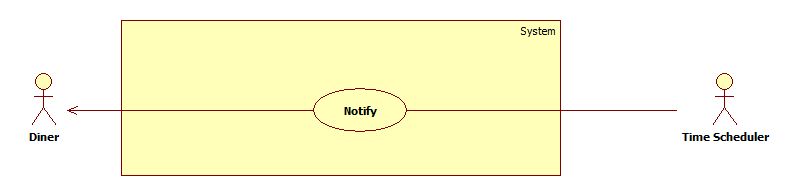 System
Notify
Diner
Time Scheduler